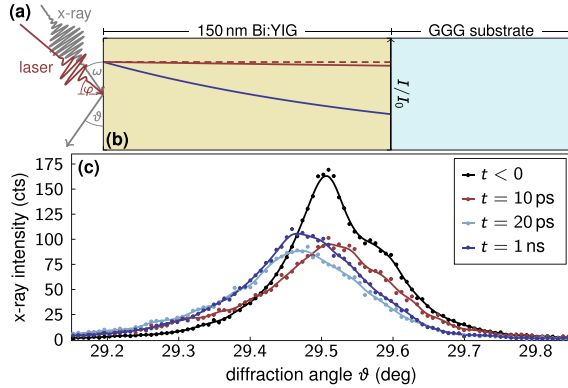 (a)
x-ray
laser
150 nm Bi:YIG
GGG substrate
ω
φ
ϑ
(b)
I/I₀
(c)
x-ray intensity (cts)
175
150
125
100
75
50
25
0
t < 0
t = 10 ps
t = 20 ps
t = 1 ns
29.2 29.3 29.4 29.5 29.6 29.7 29.8
diffraction angle ϑ (deg)